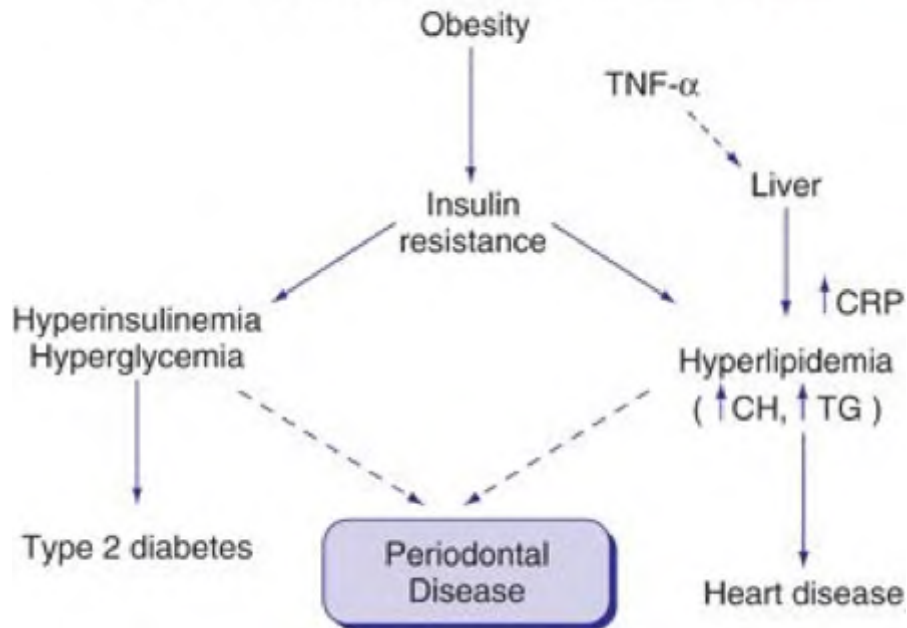 Obesity
TNF-α
Liver
Insulin
resistance
↑CRP
Hyperinsulinemia
Hyperglycemia
Hyperlipidemia
( ↑CH, ↑TG )
Type 2 diabetes
Periodontal
Disease
Heart disease